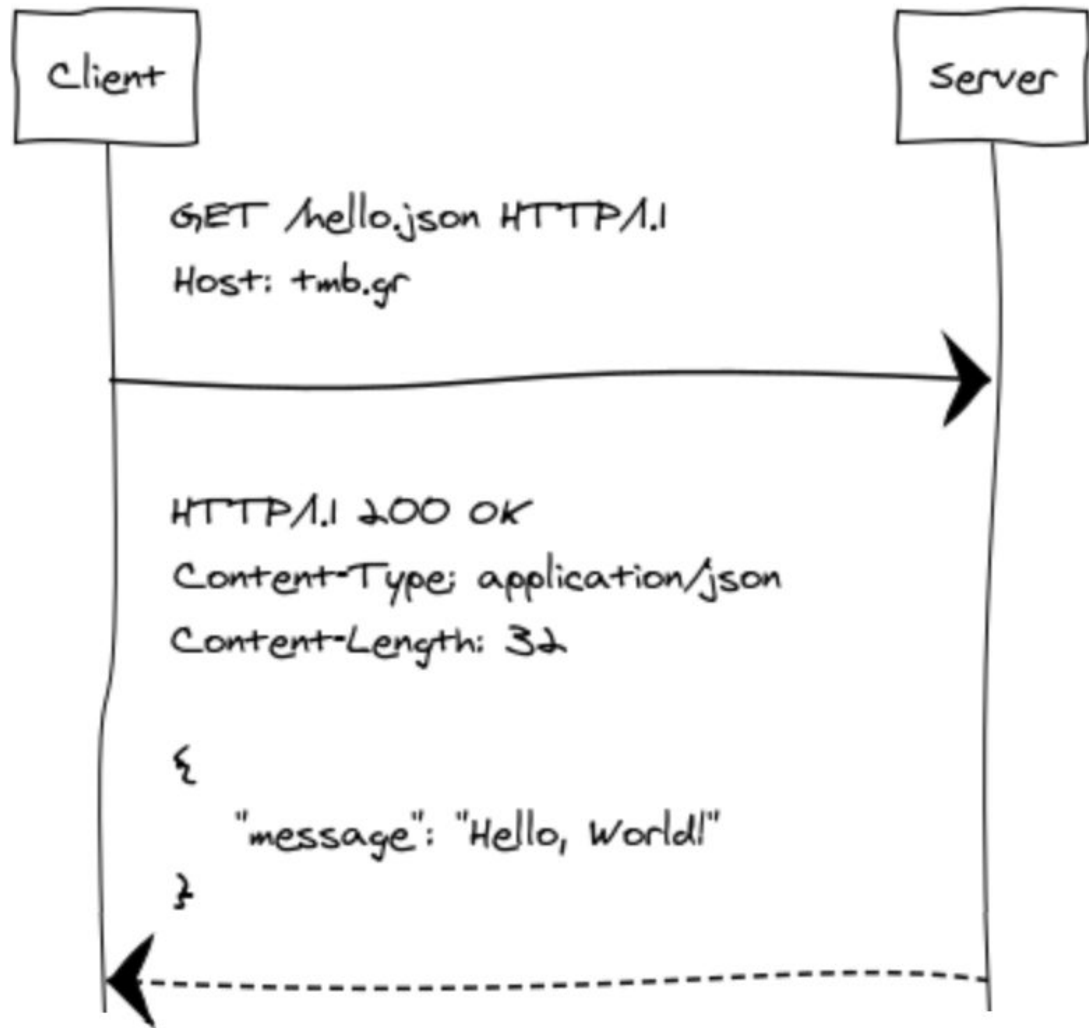 Client
Server
GET /hello.json HTTP/1.1
Host: tmb.gr
HTTP/1.1 200 OK
Content-Type: application/json
Content-Length: 32
{
"message": "Hello, World!"
}